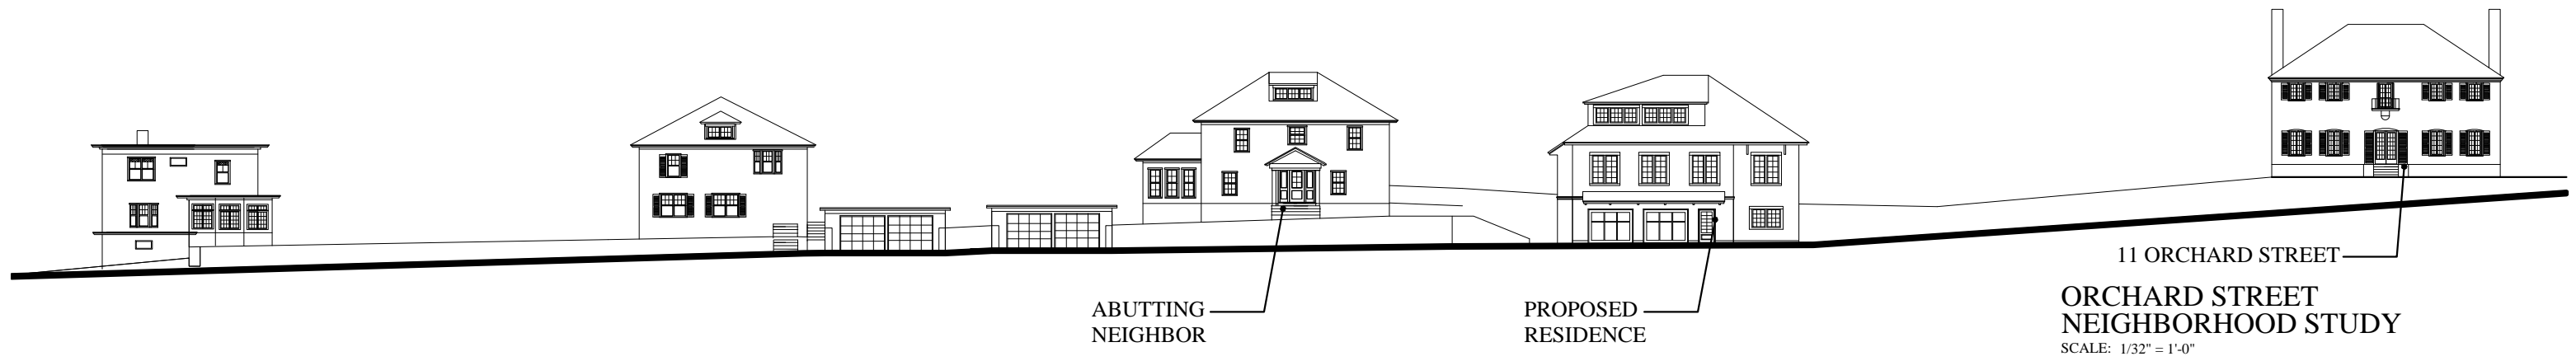 ABUTTING
NEIGHBOR
PROPOSED
RESIDENCE
11 ORCHARD STREET
ORCHARD STREET
NEIGHBORHOOD STUDY
SCALE: 1/32" = 1'-0"